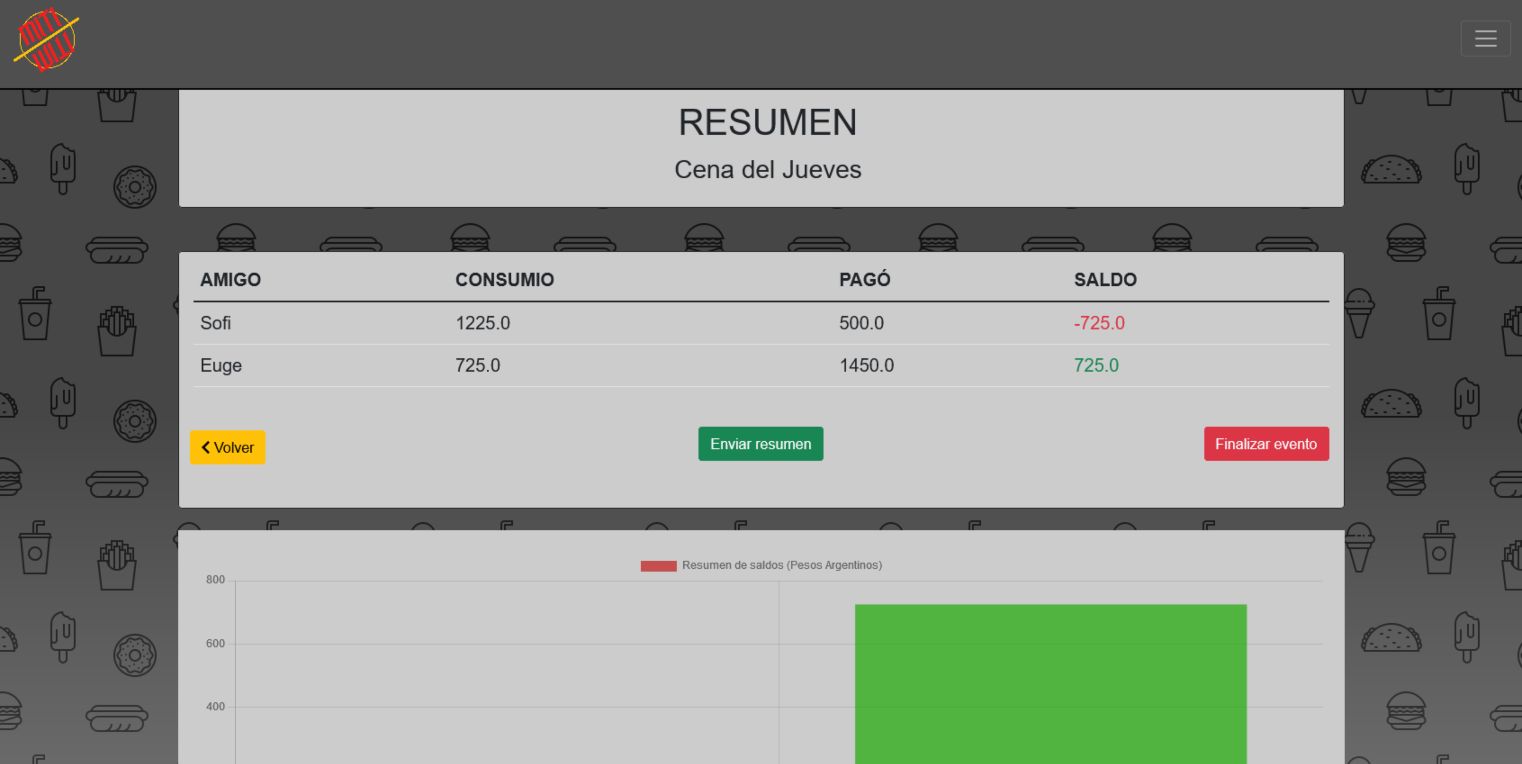 RESUMEN
Cena del Jueves
AMIGO CONSUMIO PAGÓ SALDO
Sofi 1225.0 500.0 -725.0
Euge 725.0 1450.0 725.0
Volver Enviar resumen Finalizar evento
Resumen de saldos (Pesos Argentinos)
800
600
400